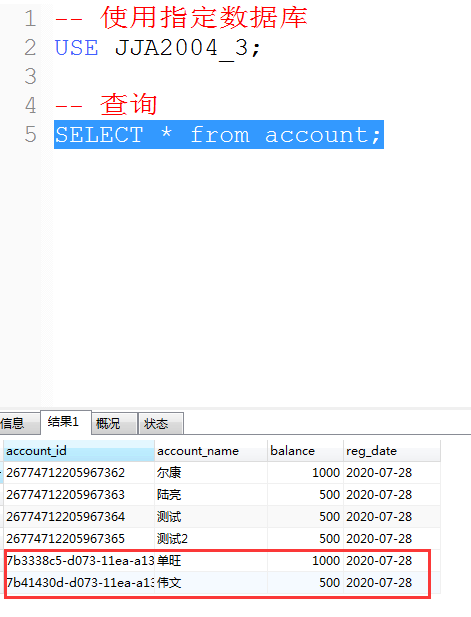 1 -- 使用指定数据库
2 USE JJA2004_3;
3
4 -- 查询
5 SELECT * from account;
信息 结果1 概况 状态
account_id account_name balance reg_date
26774712205967362 尔康 1000 2020-07-28
26774712205967363 陆亮 500 2020-07-28
26774712205967364 测试 500 2020-07-28
26774712205967365 测试2 500 2020-07-28
7b3338c5-d073-11ea-a13 单旺 1000 2020-07-28
7b41430d-d073-11ea-a13 伟文 500 2020-07-28